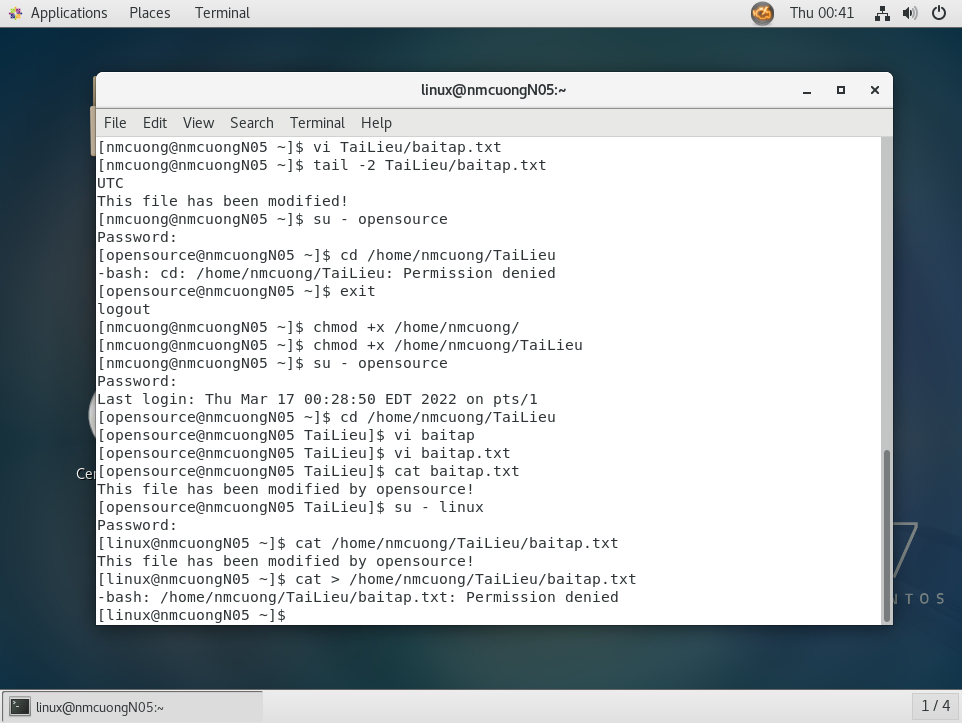 Applications Places Terminal Thu 00:41
linux@nmcuongN05:~
File Edit View Search Terminal Help
[nmcuong@nmcuongN05 ~]$ vi TaiLieu/baitap.txt
[nmcuong@nmcuongN05 ~]$ tail -2 TaiLieu/baitap.txt
UTC
This file has been modified!
[nmcuong@nmcuongN05 ~]$ su - opensource
Password:
[opensource@nmcuongN05 ~]$ cd /home/nmcuong/TaiLieu
-bash: cd: /home/nmcuong/TaiLieu: Permission denied
[opensource@nmcuongN05 ~]$ exit
logout
[nmcuong@nmcuongN05 ~]$ chmod +x /home/nmcuong/
[nmcuong@nmcuongN05 ~]$ chmod +x /home/nmcuong/TaiLieu
[nmcuong@nmcuongN05 ~]$ su - opensource
Password:
Last login: Thu Mar 17 00:28:50 EDT 2022 on pts/1
[opensource@nmcuongN05 ~]$ cd /home/nmcuong/TaiLieu
[opensource@nmcuongN05 TaiLieu]$ vi baitap
[opensource@nmcuongN05 TaiLieu]$ vi baitap.txt
[opensource@nmcuongN05 TaiLieu]$ cat baitap.txt
This file has been modified by opensource!
[opensource@nmcuongN05 TaiLieu]$ su - linux
Password:
[linux@nmcuongN05 ~]$ cat /home/nmcuong/TaiLieu/baitap.txt
This file has been modified by opensource!
[linux@nmcuongN05 ~]$ cat > /home/nmcuong/TaiLieu/baitap.txt
-bash: /home/nmcuong/TaiLieu/baitap.txt: Permission denied
[linux@nmcuongN05 ~]$
7
NTOS
linux@nmcuongN05:~ 1 / 4